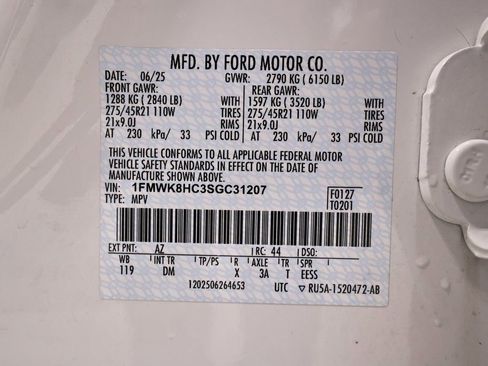 MFD. BY FORD MOTOR CO.
DATE: 06/25 GVWR: 2790 KG ( 6150 LB)
FRONT GAWR: REAR GAWR:
1288 KG ( 2840 LB) WITH 1597 KG ( 3520 LB) WITH
275/45R21 110W TIRES 275/45R21 110W TIRES
21x9.0J RIMS 21x9.0J RIMS
AT 230 kPa/ 33 PSI COLD AT 230 kPa/ 33 PSI COLD
THIS VEHICLE CONFORMS TO ALL APPLICABLE FEDERAL MOTOR
VEHICLE SAFETY STANDARDS IN EFFECT ON THE DATE OF
MANUFACTURE SHOWN ABOVE.
VIN: 1FMWK8HC3SGC31207 F0127
TYPE: MPV T0201
EXT PNT: AZ RC: 44 DSO:
WB INT TR TP/PS R AXLE TR SPR
119 DM X 3A T EESS
1202506264653 UTC ▽ RU5A-1520472-AB